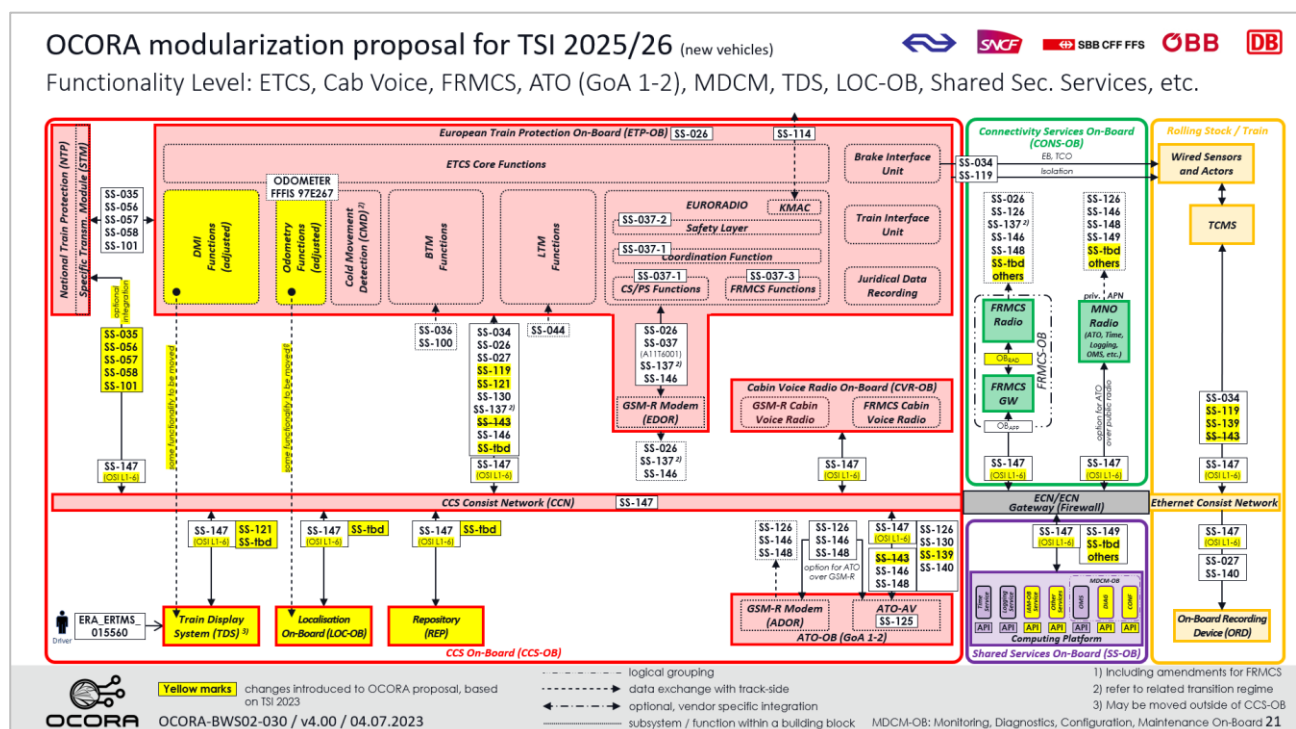 OCORA modularization proposal for TSI 2025/26 (new vehicles)
SNCF
SBB CFF FFS
ÖBB
DB
Functionality Level: ETCS, Cab Voice, FRMCS, ATO (GoA 1-2), MDCM, TDS, LOC-OB, Shared Sec. Services, etc.
National Train Protection (NTP)
Specific Transm. Module (STM)
SS-035
SS-056
SS-057
SS-058
SS-101
optional
integration
SS-035
SS-056
SS-057
SS-058
SS-101
SS-147
(OSI L1-6)
European Train Protection On-Board (ETP-OB)
SS-026
SS-114
ETCS Core Functions
ODOMETER
FFFIS 97E267
DMI
Functions
(adjusted)
Odometry
Functions
(adjusted)
Cold Movement
Detection (CMD) 2)
BTM
Functions
LTM
Functions
EURORADIO
KMAC
SS-037-2
Safety Layer
SS-037-1
Coordination Function
SS-037-1
CS/PS Functions
SS-037-3
FRMCS Functions
Brake Interface
Unit
Train Interface
Unit
Juridical Data
Recording
some functionality to be moved
some functionality to be moved!!
SS-036
SS-100
SS-034
SS-026
SS-027
SS-119
SS-121
SS-130
SS-137 2)
SS-143
SS-146
SS-tbd
SS-147
(OSI L1-6)
SS-044
SS-026
SS-037
(A11T6001)
SS-137 2)
SS-146
GSM-R Modem
(EDOR)
SS-026
SS-137 2)
SS-146
Cabin Voice Radio On-Board (CVR-OB)
GSM-R Cabin
Voice Radio
FRMCS Cabin
Voice Radio
SS-147
(OSI L1-6)
SS-034
SS-119
EB, TCO
Isolation
Connectivity Services On-Board
(CONS-OB)
SS-026
SS-126
SS-137 2)
SS-146
SS-148
SS-tbd
others
SS-126
SS-146
SS-148
SS-149
SS-tbd
others
priv. APN
FRMCS
Radio
OBRAD
FRMCS
GW
OBAPP
FRMCS-OB
MNO
Radio
(ATO, Time,
Logging,
OMS, etc.)
option for ATO
over public radio
SS-147
(OSI L1-6)
SS-147
(OSI L1-6)
Rolling Stock / Train
Wired Sensors
and Actors
TCMS
SS-034
SS-119
SS-139
SS-143
SS-147
(OSI L1-6)
CCS Consist Network (CCN)
SS-147
ECN/ECN
Gateway (Firewall)
Ethernet Consist Network
SS-147
(OSI L1-6)
SS-121
SS-tbd
SS-147
(OSI L1-6)
SS-tbd
SS-147
(OSI L1-6)
SS-tbd
SS-126
SS-146
SS-148
SS-126
SS-146
SS-148
option for ATO
over GSM-R
SS-147
(OSI L1-6)
SS-143
SS-146
SS-148
SS-126
SS-130
SS-139
SS-140
SS-147
(OSI L1-6)
SS-149
SS-tbd
others
SS-147
(OSI L1-6)
SS-027
SS-140
Driver
ERA_ERTMS_
015560
Train Display
System (TDS) 3)
Localisation
On-Board (LOC-OB)
Repository
(REP)
GSM-R Modem
(ADOR)
ATO-AV
SS-125
ATO-OB (GoA 1-2)
MDCM-OB
Time
Service
Logging
Service
IAM-OB
Service
Other
Services
OMS
DIAG
CONF
API
API
API
API
API
API
API
Computing Platform
Shared Services On-Board (SS-OB)
On-Board Recording
Device (ORD)
CCS On-Board (CCS-OB)
OCORA
Yellow marks
changes introduced to OCORA proposal, based
on TSI 2023
OCORA-BWS02-030 / v4.00 / 04.07.2023
logical grouping
data exchange with track-side
optional, vendor specific integration
subsystem / function within a building block
1) Including amendments for FRMCS
2) refer to related transition regime
3) May be moved outside of CCS-OB
MDCM-OB: Monitoring, Diagnostics, Configuration, Maintenance On-Board 21